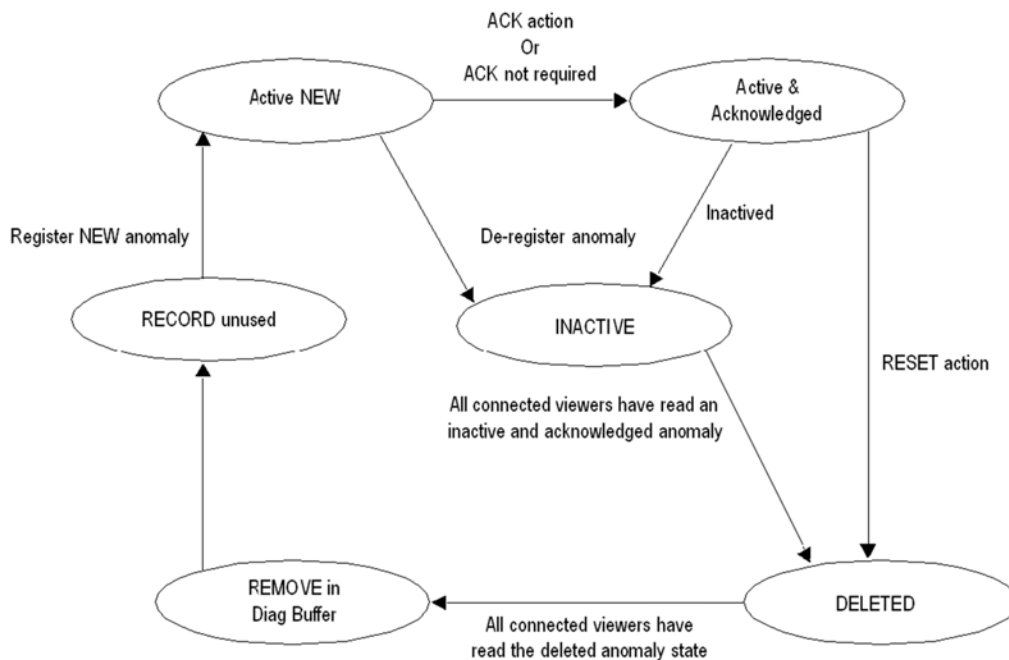 ACK action
Or
ACK not required
Active NEW
Active &
Acknowledged
Register NEW anomaly
De-register anomaly
Inactived
RECORD unused
INACTIVE
RESET action
All connected viewers have read an
inactive and acknowledged anomaly
REMOVE in
Diag Buffer
DELETED
All connected viewers have
read the deleted anomaly state